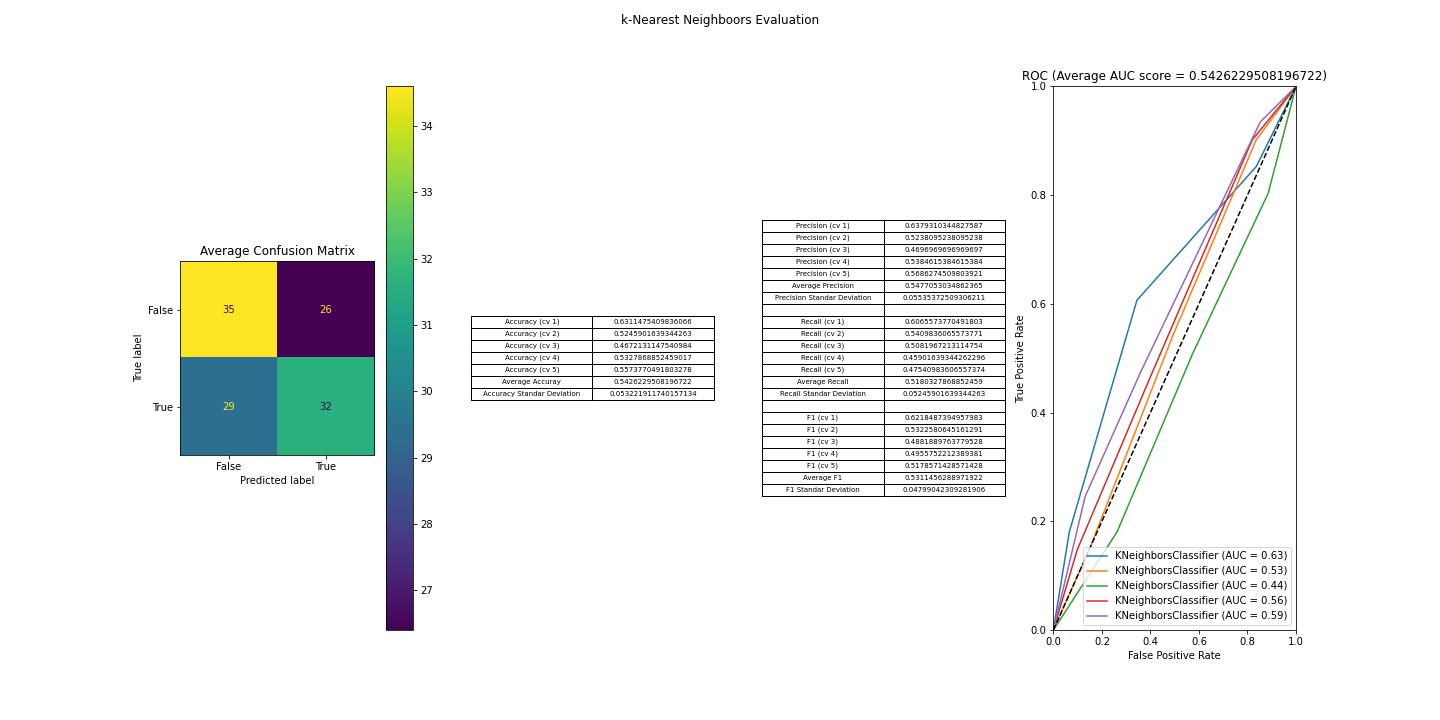 k-Nearest Neighboors Evaluation
Average Confusion Matrix
True label
False
True
35
26
29
32
False
True
Predicted label
34
33
32
31
30
29
28
27
Accuracy (cv 1) 0.6311475409836066
Accuracy (cv 2) 0.5245901639344263
Accuracy (cv 3) 0.4672131147540984
Accuracy (cv 4) 0.5327868852459017
Accuracy (cv 5) 0.5573770491803278
Average Accuray 0.5426229508196722
Accuracy Standar Deviation 0.053221911740157134
Precision (cv 1) 0.6379310344827587
Precision (cv 2) 0.5238095238095238
Precision (cv 3) 0.4696969696969697
Precision (cv 4) 0.5384615384615384
Precision (cv 5) 0.5686274509803921
Average Precision 0.5477053034862365
Precision Standar Deviation 0.05535372509306211
Recall (cv 1) 0.6065573770491803
Recall (cv 2) 0.5409836065573771
Recall (cv 3) 0.5081967213114754
Recall (cv 4) 0.45901639344262296
Recall (cv 5) 0.47540983606557374
Average Recall 0.5180327868852459
Recall Standar Deviation 0.05245901639344263
F1 (cv 1) 0.6218487394957983
F1 (cv 2) 0.5322580645161291
F1 (cv 3) 0.4881889763779528
F1 (cv 4) 0.4955752212389381
F1 (cv 5) 0.5178571428571428
Average F1 0.5311456288971922
F1 Standar Deviation 0.04799042309281906
ROC (Average AUC score = 0.5426229508196722)
True Positive Rate
1.0
0.8
0.6
0.4
0.2
0.0
KNeighborsClassifier (AUC = 0.63)
KNeighborsClassifier (AUC = 0.53)
KNeighborsClassifier (AUC = 0.44)
KNeighborsClassifier (AUC = 0.56)
KNeighborsClassifier (AUC = 0.59)
0.0 0.2 0.4 0.6 0.8 1.0
False Positive Rate